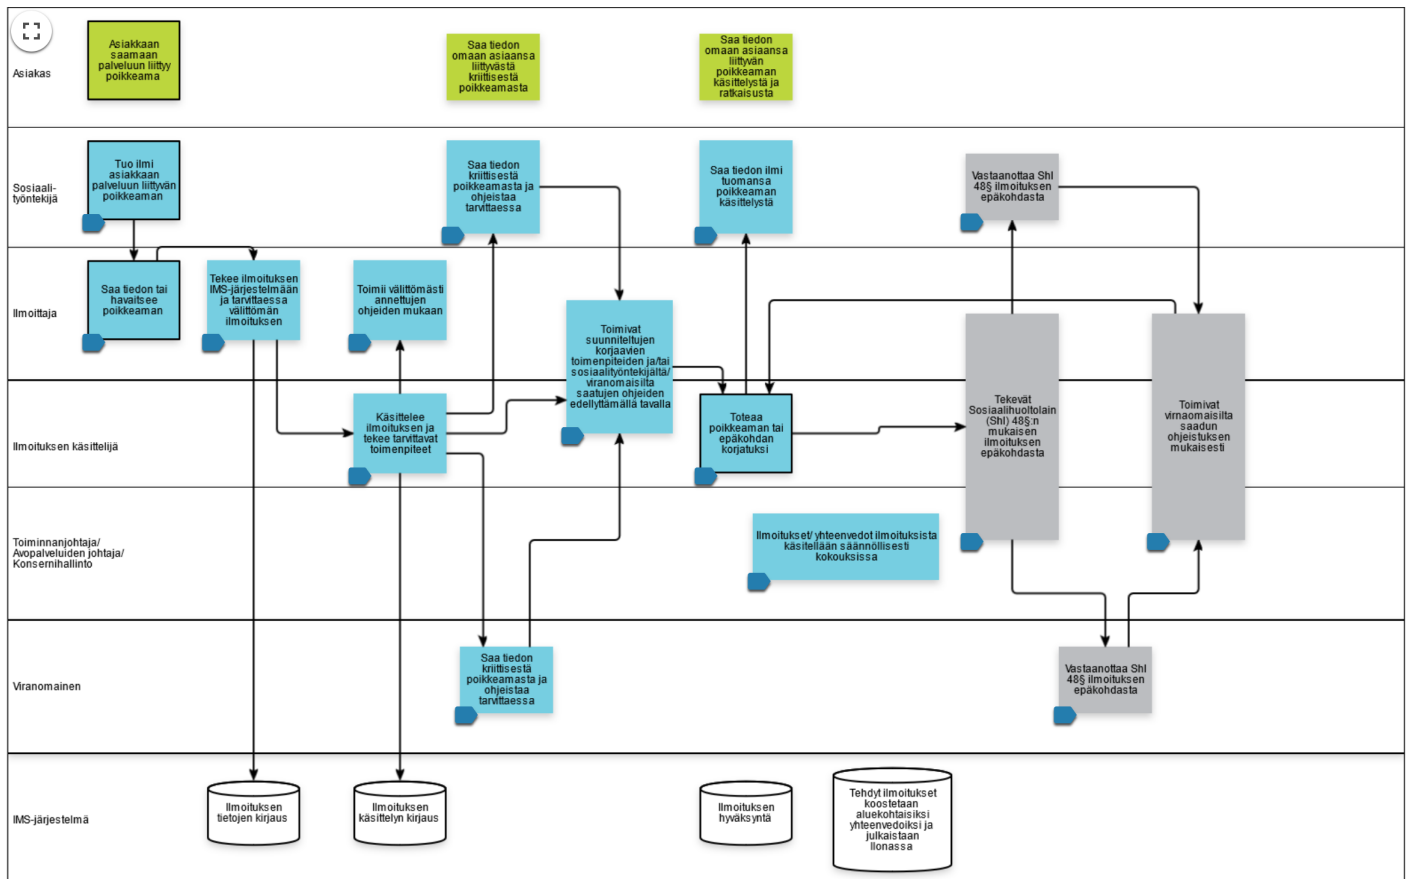 Asiakas
Asiakkaan
saamaan
palveluun liittyy
poikkeama
Saa tiedon
omaan asiaansa
liittyvästä
kriittisestä
poikkeamasta
Saa tiedon
omaan asiaansa
liittyvän
poikkeaman
käsittelystä ja
ratkaisusta
Sosiaali-
työntekijä
Tuo ilmi
asiakkaan
palveluun liittyvän
poikkeaman
Saa tiedon
kriittisestä
poikkeamasta ja
ohjeistaa
tarvittaessa
Saa tiedon ilmi
tuomansa
poikkeaman
käsittelystä
Vastaanottaa Shl
48§ ilmoituksen
epäkohdasta
Ilmoittaja
Saa tiedon tai
havaitsee
poikkeaman
Tekee ilmoituksen
IMS-järjestelmään
ja tarvittaessa
välittömän
ilmoituksen
Toimii välittömästi
annettujen
ohjeiden mukaan
Toimivat
suunniteltujen
korjaavien
toimenpiteiden ja/tai
sosiaalityöntekijältä/
viranomaisilta
saatujen ohjeiden
edellyttämällä tavalla
Ilmoituksen käsittelijä
Käsittelee
ilmoituksen ja
tekee tarvittavat
toimenpiteet
Toteaa
poikkeaman tai
epäkohdan
korjatuksi
Tekevät
Sosiaalihuoltolain
(Shl) 48§:n
mukaisen
ilmoituksen
epäkohdasta
Toimivat
virnaomaisilta
saadun
ohjeistuksen
mukaisesti
Toiminnanjohtaja/
Avopalveluiden johtaja/
Konsernihallinto
Ilmoitukset/ yhteenvedot ilmoituksista
käsitellään säännöllisesti
kokouksissa
Viranomainen
Saa tiedon
kriittisestä
poikkeamasta ja
ohjeistaa
tarvittaessa
Vastaanottaa Shl
48§ ilmoituksen
epäkohdasta
IMS-järjestelmä
Ilmoituksen
tietojen kirjaus
Ilmoituksen
käsittelyn kirjaus
Ilmoituksen
hyväksyntä
Tehdyt ilmoitukset
koostetaan
aluekohtaisiksi
yhteenvedoiksi ja
julkaistaan
Ilonassa